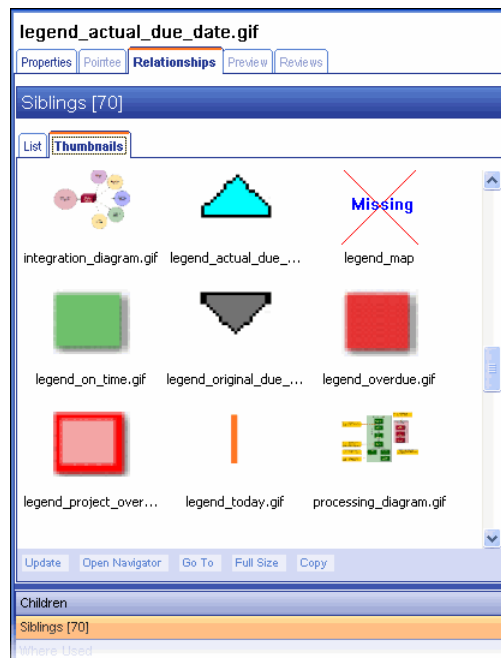 legend_actual_due_date.gif
Properties Pointee Relationships Preview Reviews
Siblings [70]
List Thumbnails
Missing
integration_diagram.gif legend_actual_due_... legend_map
legend_on_time.gif legend_original_due_... legend_overdue.gif
legend_project_over... legend_today.gif processing_diagram.gif
Update Open Navigator Go To Full Size Copy
Children
Siblings [70]
Where Used